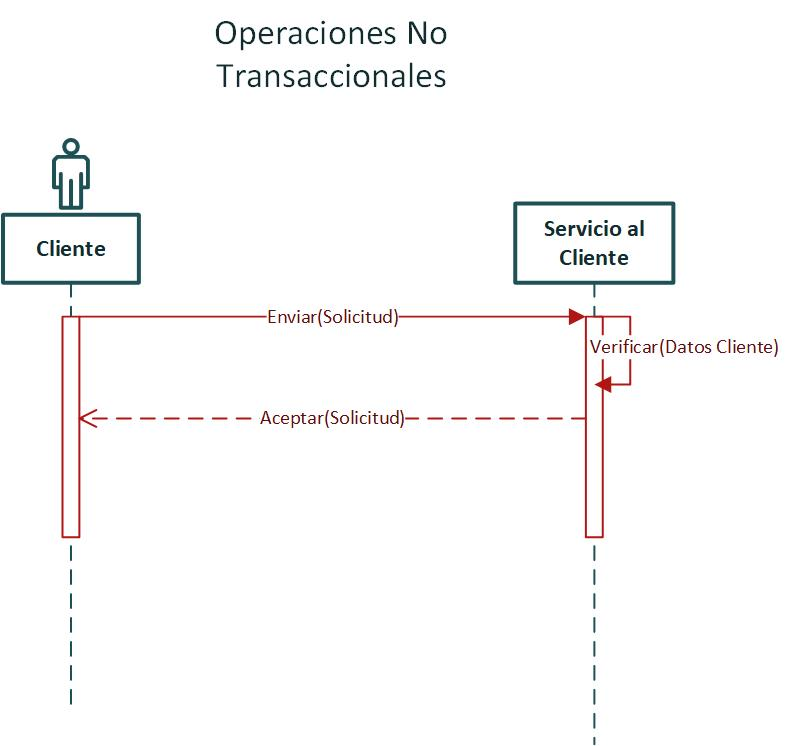 Operaciones No
Transaccionales
Cliente
Servicio al
Cliente
Enviar(Solicitud)
Verificar(Datos Cliente)
Aceptar(Solicitud)